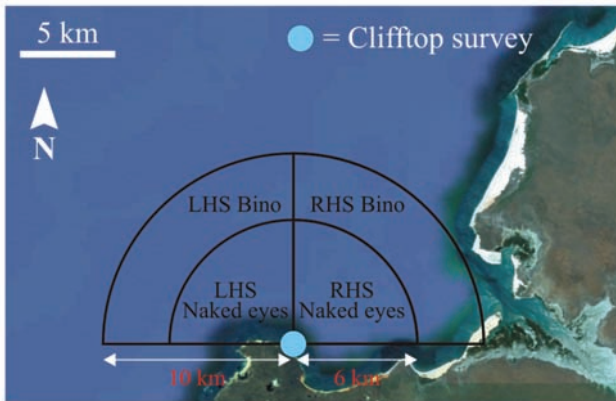 5 km
= Clifftop survey
N
LHS Bino
RHS Bino
LHS
Naked eyes
RHS
Naked eyes
10 km
6 km